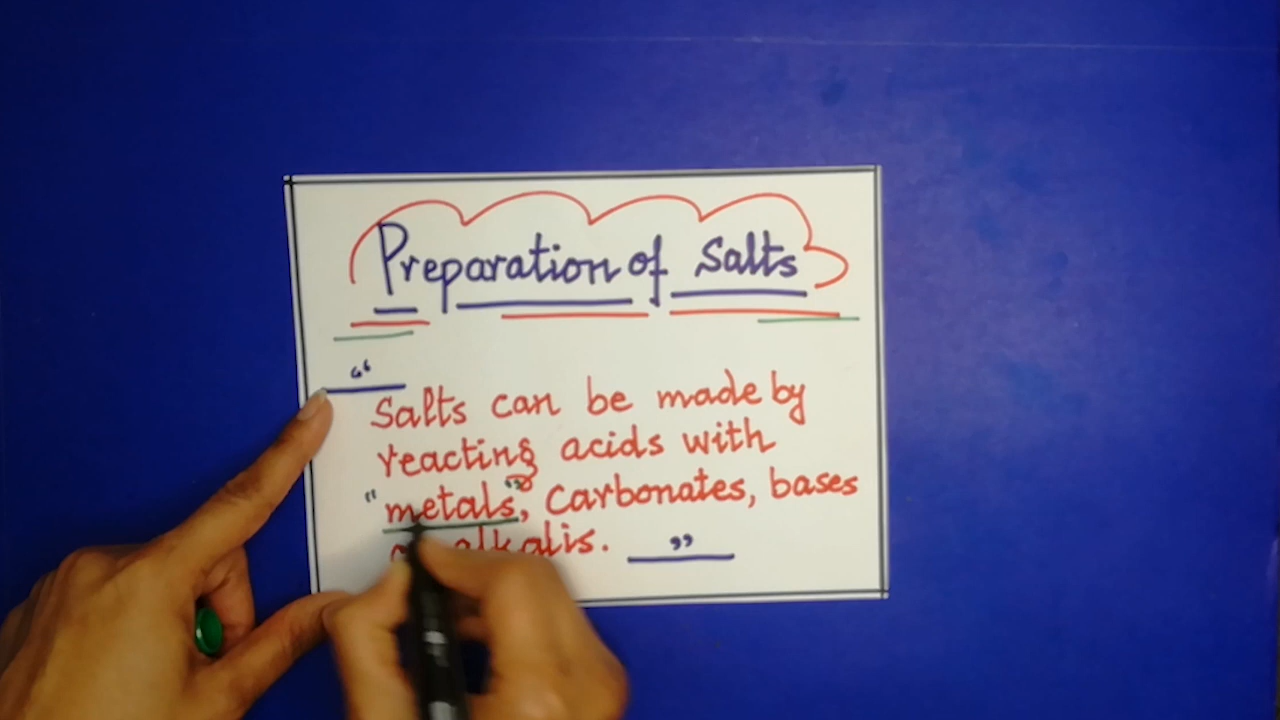 Preparation of Salts
“
Salts can be made by
reacting acids with
"metals", Carbonates, bases
alkalis. ”